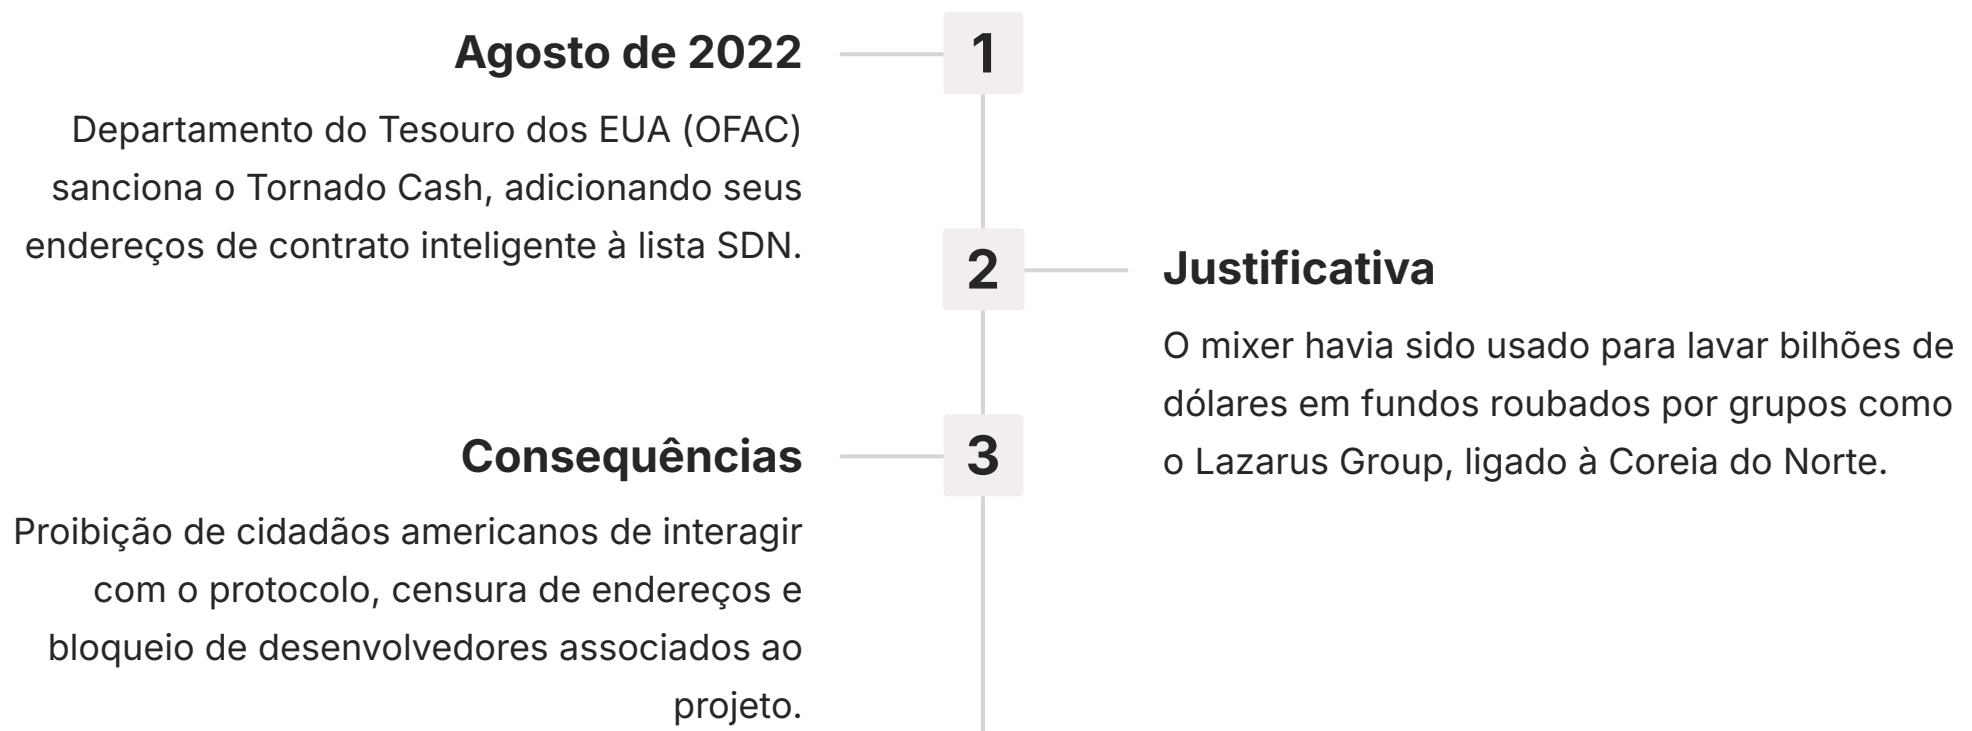 1
Agosto de 2022
Departamento do Tesouro dos EUA (OFAC)
sanciona o Tornado Cash, adicionando seus
endereços de contrato inteligente à lista SDN.
2
Justificativa
O mixer havia sido usado para lavar bilhões de
dólares em fundos roubados por grupos como
o Lazarus Group, ligado à Coreia do Norte.
3
Consequências
Proibição de cidadãos americanos de interagir
com o protocolo, censura de endereços e
bloqueio de desenvolvedores associados ao
projeto.